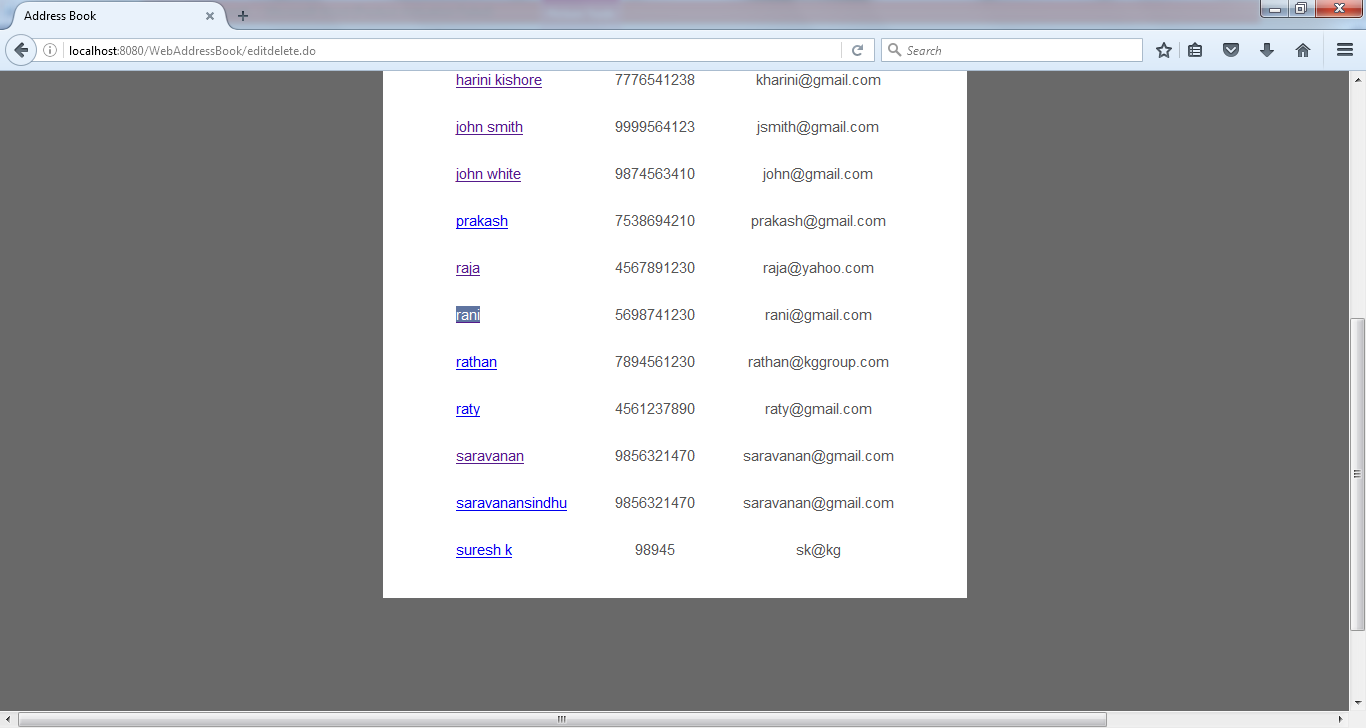 Address Book
localhost:8080/WebAddressBook/editdelete.do
Search
harini kishore 7776541238 kharini@gmail.com
john smith 9999564123 jsmith@gmail.com
john white 9874563410 john@gmail.com
prakash 7538694210 prakash@gmail.com
raja 4567891230 raja@yahoo.com
rani 5698741230 rani@gmail.com
rathan 7894561230 rathan@kggroup.com
raty 4561237890 raty@gmail.com
saravanan 9856321470 saravanan@gmail.com
saravanansindhu 9856321470 saravanan@gmail.com
suresh k 98945 sk@kg